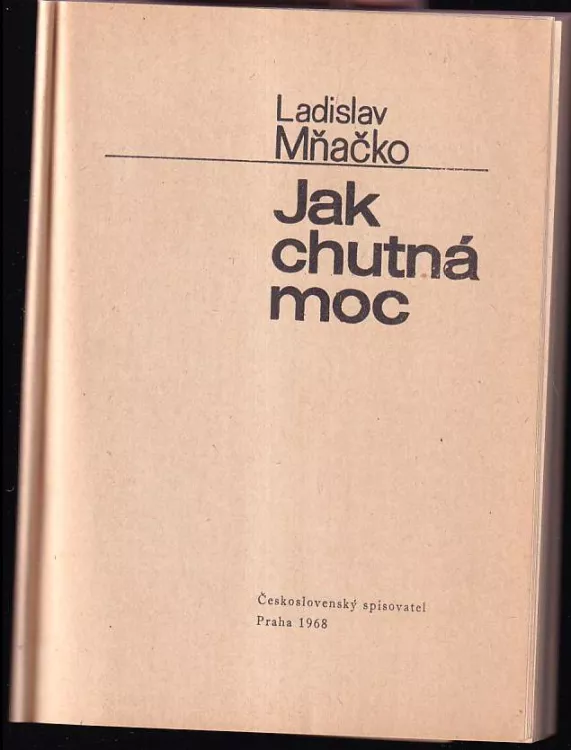 Ladislav
Mňačko
Jak
chutná
moc
Československý spisovatel
Praha 1968